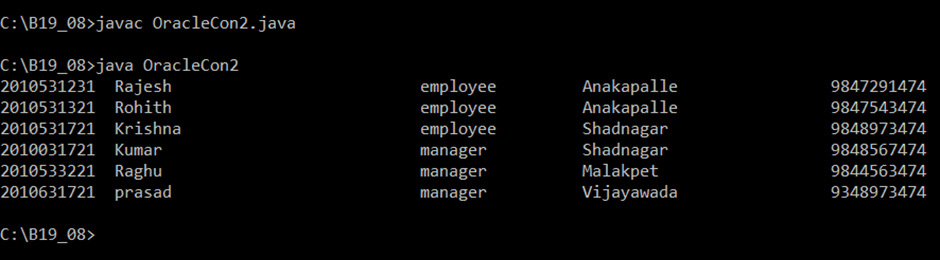 C:\B19_08>javac OracleCon2.java
C:\B19_08>java OracleCon2
2010531231 Rajesh employee Anakapalle 9847291474
2010531321 Rohith employee Anakapalle 9847543474
2010531721 Krishna employee Shadnagar 9848973474
2010031721 Kumar manager Shadnagar 9848567474
2010533221 Raghu manager Malakpet 9844563474
2010631721 prasad manager Vijayawada 9348973474
C:\B19_08>